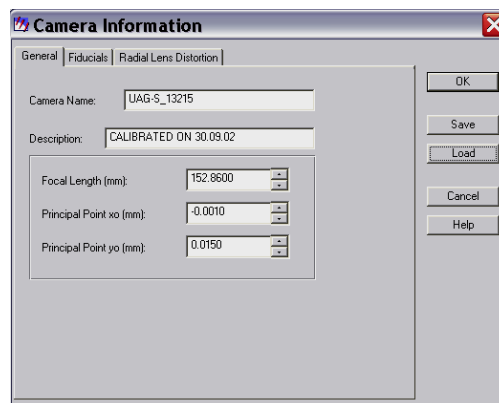 Camera Information
General Fiducials Radial Lens Distortion
Camera Name: UAG-S_13215
Description: CALIBRATED ON 30.09.02
Focal Length (mm): 152.8600
Principal Point xo (mm): -0.0010
Principal Point yo (mm): 0.0150
OK
Save
Load
Cancel
Help